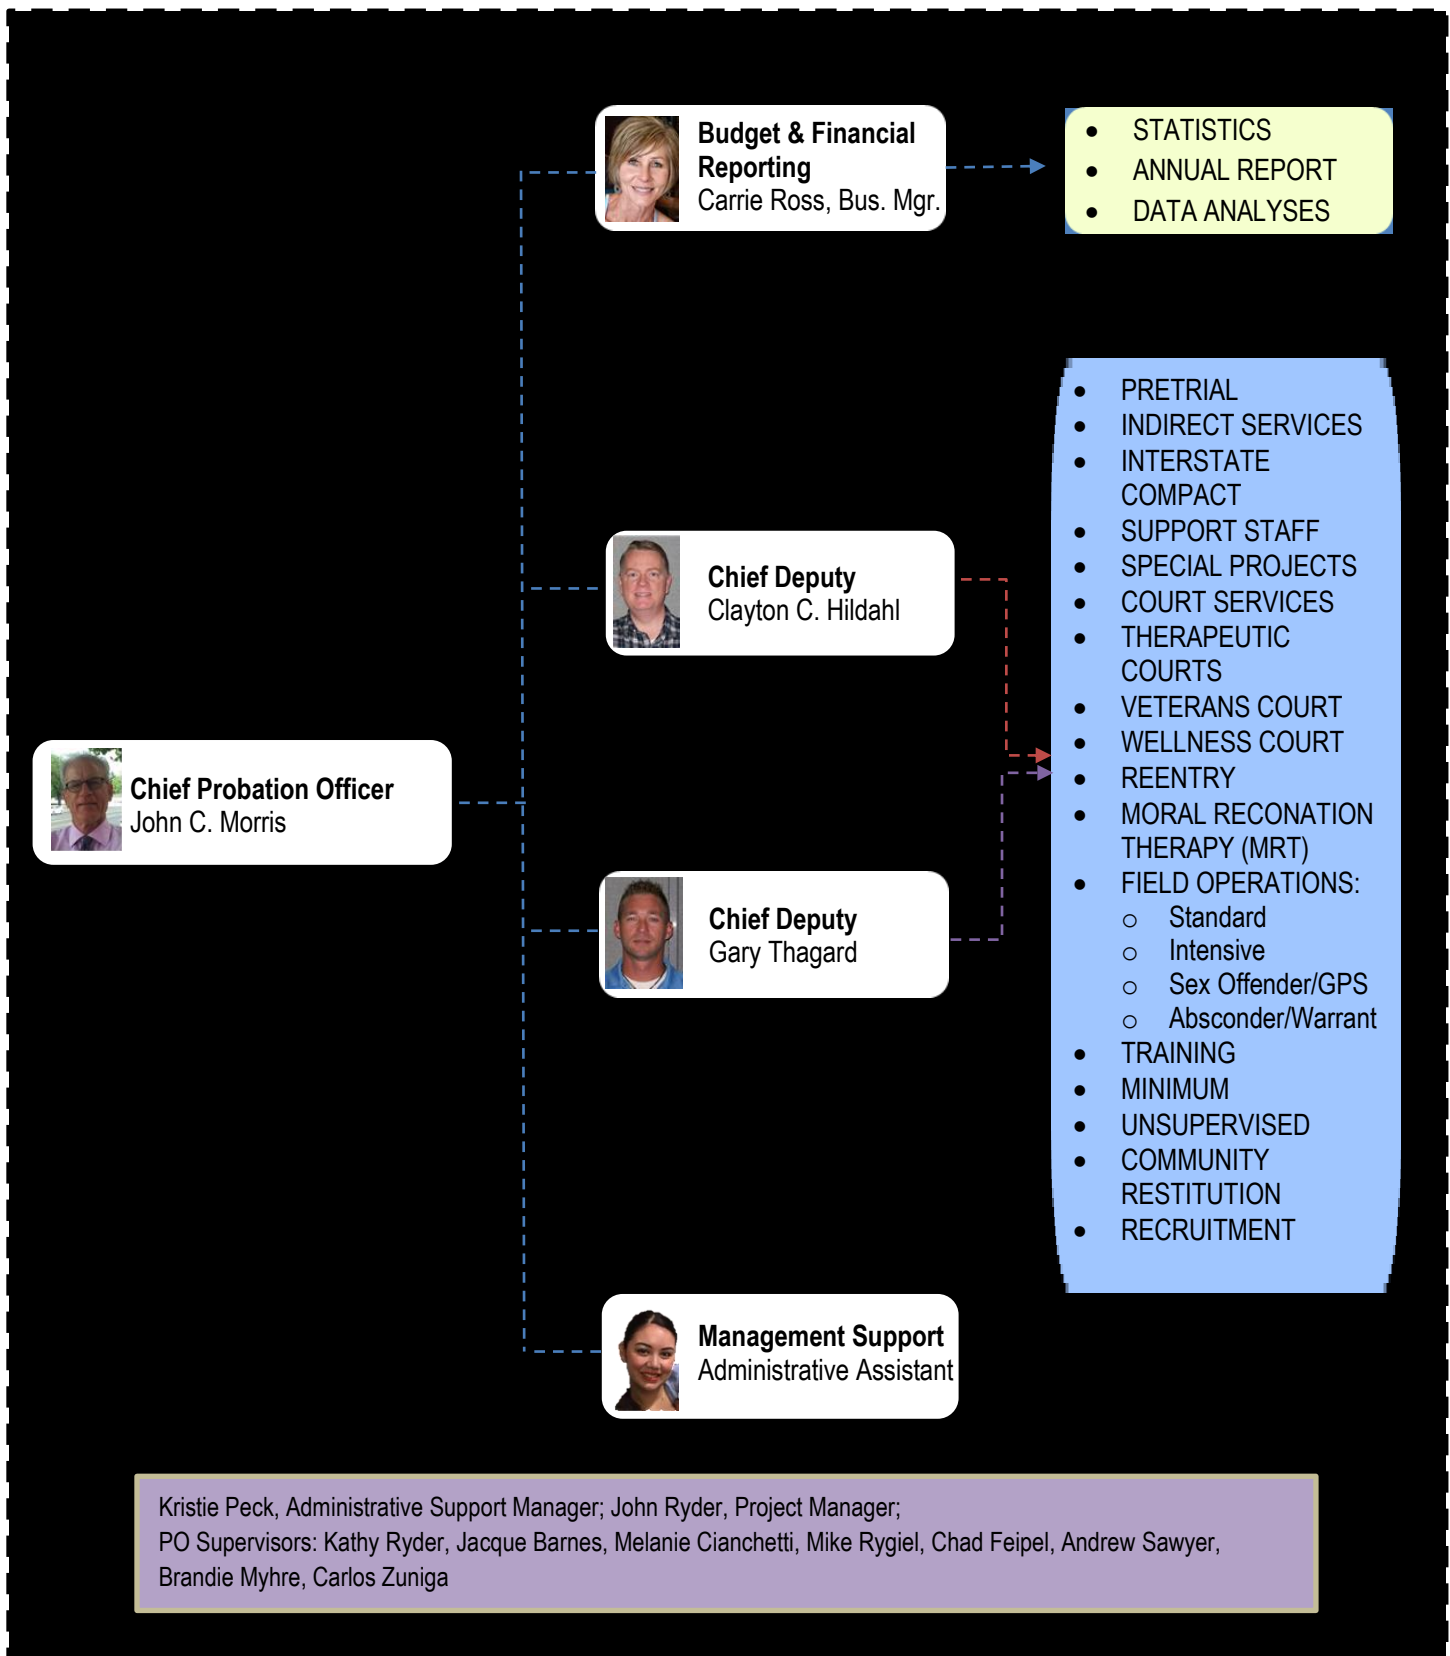 Budget & Financial
Reporting
Carrie Ross, Bus. Mgr.
• STATISTICS
• ANNUAL REPORT
• DATA ANALYSES
• PRETRIAL
• INDIRECT SERVICES
• INTERSTATE
COMPACT
• SUPPORT STAFF
• SPECIAL PROJECTS
• COURT SERVICES
• THERAPEUTIC
COURTS
• VETERANS COURT
• WELLNESS COURT
• REENTRY
• MORAL RECONATION
THERAPY (MRT)
• FIELD OPERATIONS:
o Standard
o Intensive
o Sex Offender/GPS
o Absconder/Warrant
• TRAINING
• MINIMUM
• UNSUPERVISED
• COMMUNITY
RESTITUTION
• RECRUITMENT
Chief Deputy
Clayton C. Hildahl
Chief Probation Officer
John C. Morris
Chief Deputy
Gary Thagard
Management Support
Administrative Assistant
Kristie Peck, Administrative Support Manager; John Ryder, Project Manager;
PO Supervisors: Kathy Ryder, Jacque Barnes, Melanie Cianchetti, Mike Rygiel, Chad Feipel, Andrew Sawyer,
Brandie Myhre, Carlos Zuniga